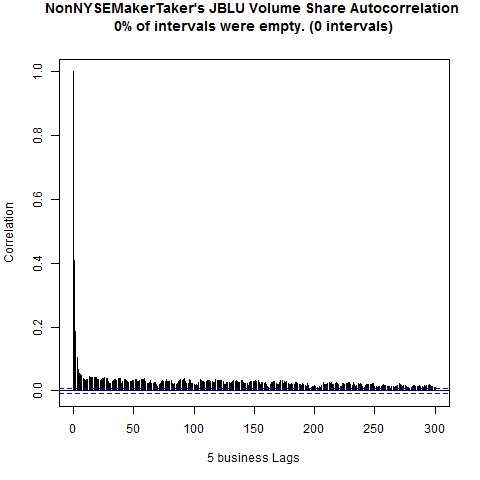 NonNYSEMakerTaker's JBLU Volume Share Autocorrelation
0% of intervals were empty. (0 intervals)
Correlation
1.0
0.8
0.6
0.4
0.2
0.0
0 50 100 150 200 250 300
5 business Lags